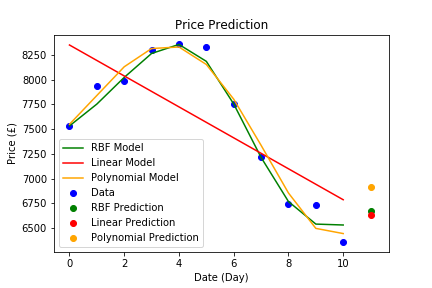 Price Prediction
8250
8000
7750
7500
7250
7000
6750
6500
Price (£)
RBF Model
Linear Model
Polynomial Model
Data
RBF Prediction
Linear Prediction
Polynomial Prediction
0 2 4 6 8 10
Date (Day)